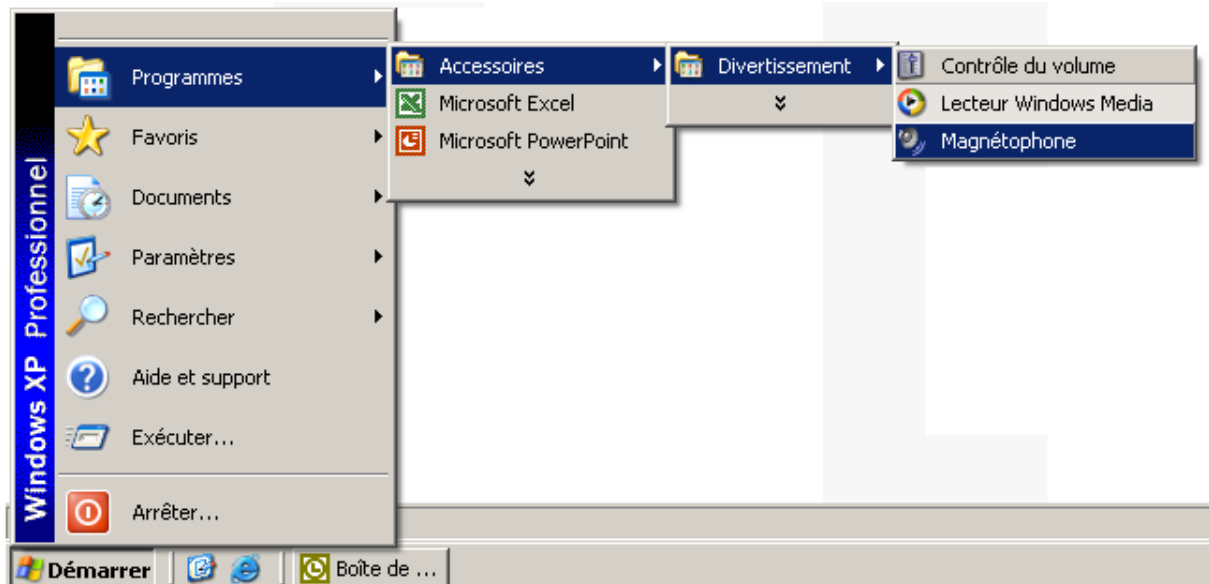 Windows XP Professionnel
Programmes
Favoris
Documents
Paramètres
Rechercher
Aide et support
Exécuter...
Arrêter...
Accessoires
Microsoft Excel
Microsoft PowerPoint
Divertissement
Contrôle du volume
Lecteur Windows Media
Magnétophone
Démarrer
Boîte de ...